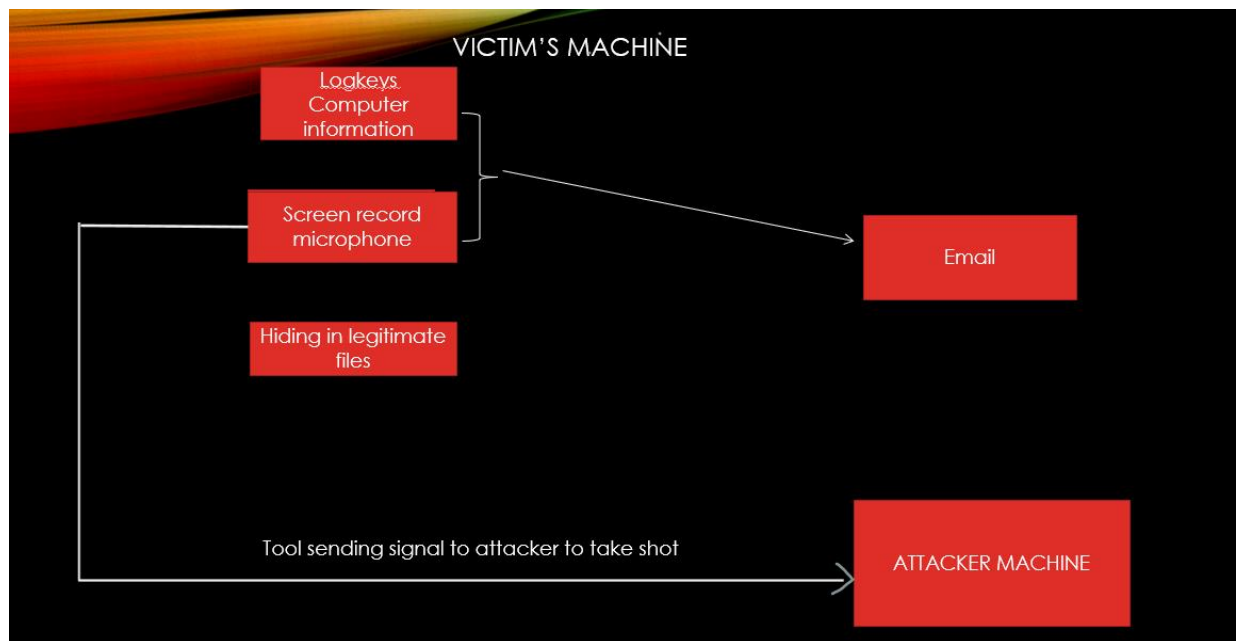 VICTIM'S MACHINE
Logkeys
Computer
information
Screen record
microphone
Email
Hiding in legitimate
files
Tool sending signal to attacker to take shot
ATTACKER MACHINE